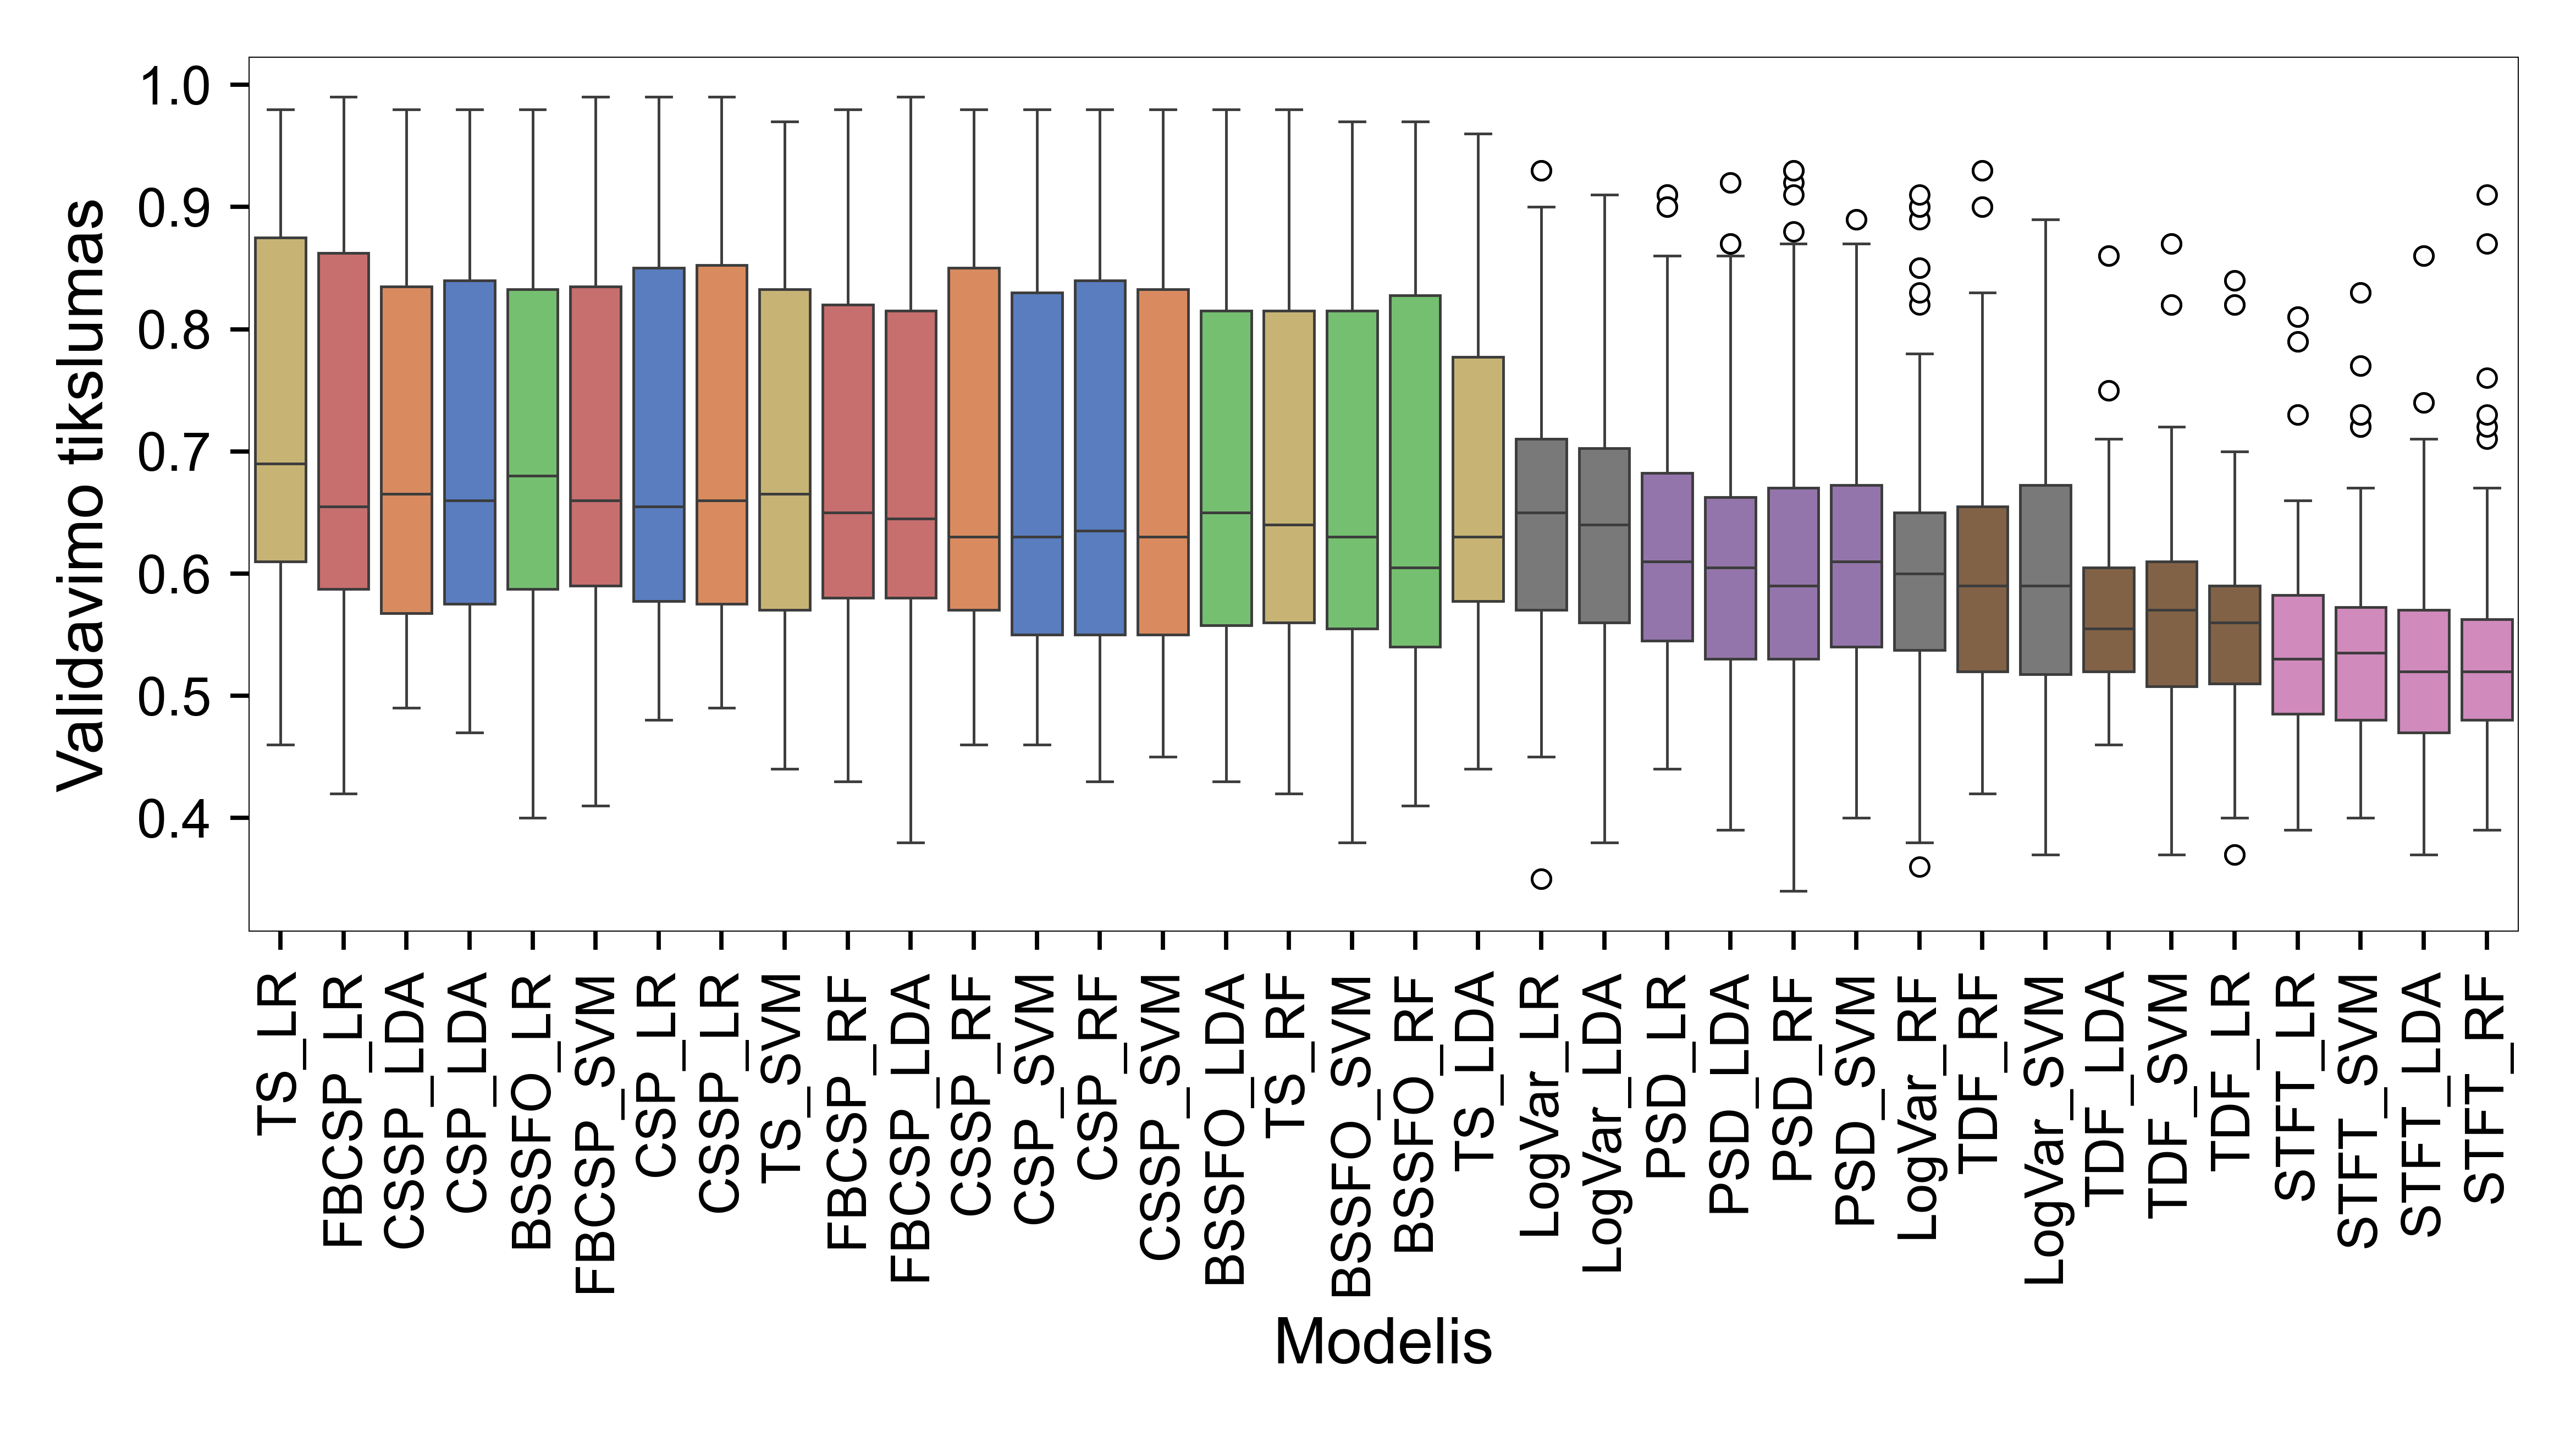 Validavimo tikslumas
1.0
0.9
0.8
0.7
0.6
0.5
0.4
TS_LR
FBCSP_LR
CSSP_LDA
CSP_LDA
BSSFO_LR
FBCSP_SVM
CSP_LR
CSSP_LR
TS_SVM
FBCSP_RF
FBCSP_LDA
CSSP_RF
CSP_SVM
CSP_RF
CSSP_SVM
BSSFO_LDA
TS_RF
BSSFO_SVM
BSSFO_RF
TS_LDA
LogVar_LR
LogVar_LDA
PSD_LR
PSD_LDA
PSD_RF
PSD_SVM
LogVar_RF
TDF_RF
LogVar_SVM
TDF_LDA
TDF_SVM
TDF_LR
STFT_LR
STFT_SVM
STFT_LDA
STFT_RF
Modelis